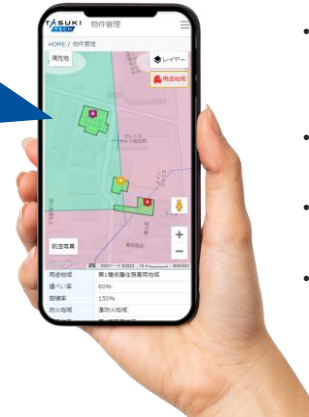 TASUKI
TECH
物件管理
HOME / 物件管理
現在地
レイヤー
用途地域
航空写真
Google
用途地域 第1種低層住居専用地域
建ぺい率 60%
容積率 150%
防火地域 準防火地域